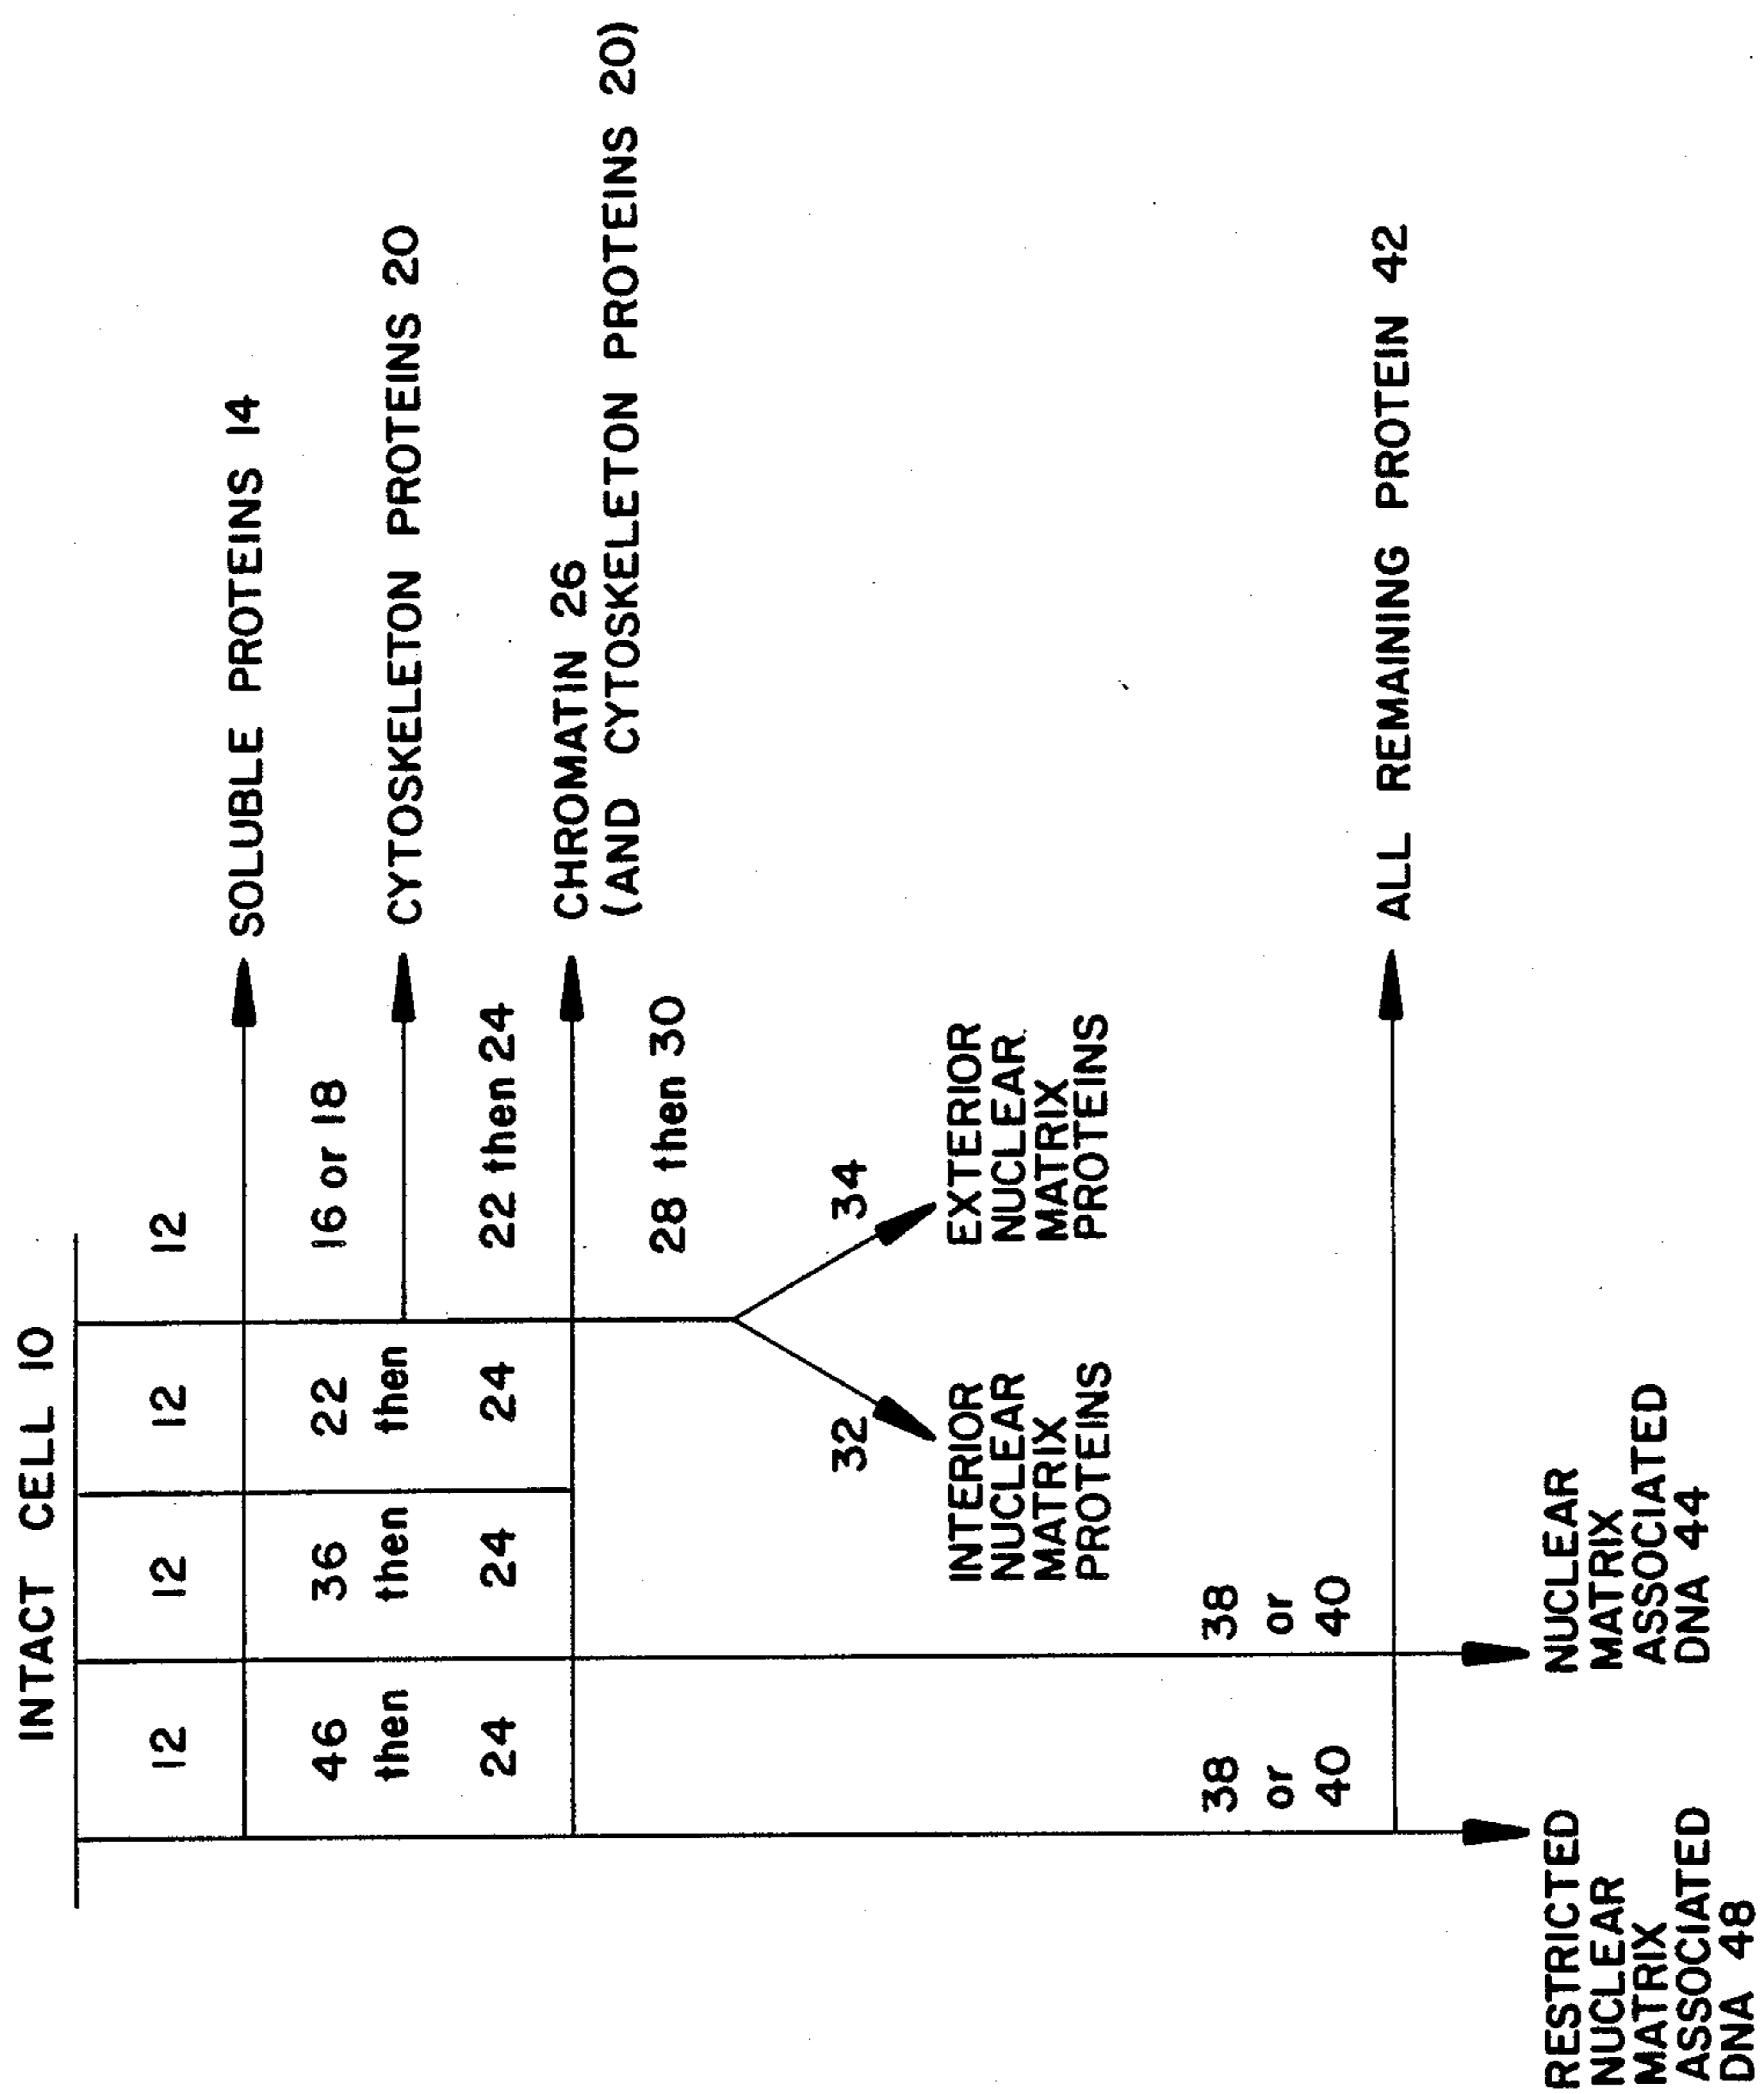 INTACT CELL 10
12 12 12 12
SOLUBLE PROTEINS 14
46 36 22 16 or 18
then then then
CYTOSKELETON PROTEINS 20
24 24 24 22 then 24
CHROMATIN 26
(AND CYTOSKELETON PROTEINS 20)
28 then 30
32 34
INTERIOR
NUCLEAR
MATRIX
PROTEINS
EXTERIOR
NUCLEAR
MATRIX
PROTEINS
38 38
or or
40 40
ALL REMAINING PROTEIN 42
RESTRICTED
NUCLEAR
MATRIX
ASSOCIATED
DNA 48
NUCLEAR
MATRIX
ASSOCIATED
DNA 44